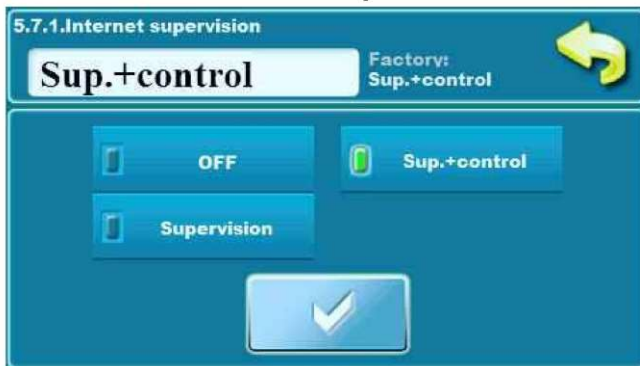 5.7.1.Internet supervision
Sup.+control
Factory:
Sup.+control
OFF
Sup.+control
Supervision